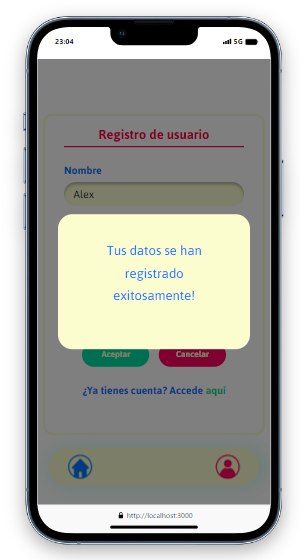 23:04
5G
Registro de usuario
Nombre
Alex
Tus datos se han
registrado
exitosamente!
Aceptar
Cancelar
¿Ya tienes cuenta? Accede aquí
http://localhost:3000